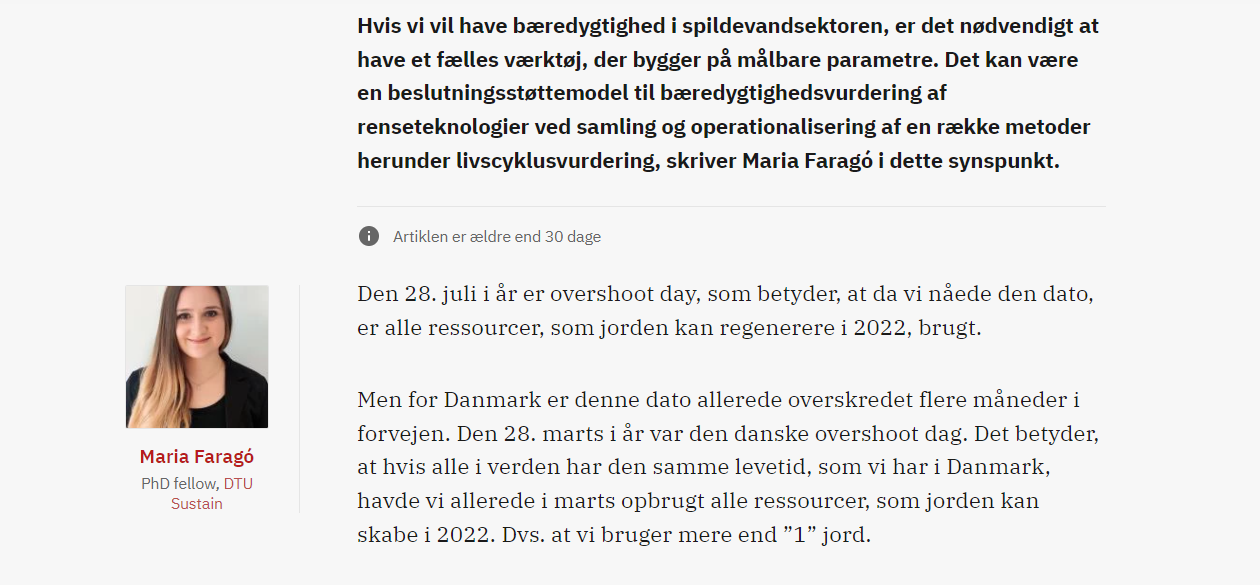 Hvis vi vil have bæredygtighed i spildevandsektoren, er det nødvendigt at
have et fælles værktøj, der bygger på målbare parametre. Det kan være
en beslutningsstøttemodel til bæredygtighedsvurdering af
renseteknologier ved samling og operationalisering af en række metoder
herunder livscyklusvurdering, skriver Maria Faragó i dette synspunkt.
Artiklen er ældre end 30 dage
Maria Faragó
PhD fellow, DTU
Sustain
Den 28. juli i år er overshoot day, som betyder, at da vi nåede den dato,
er alle ressourcer, som jorden kan regenerere i 2022, brugt.
Men for Danmark er denne dato allerede overskredet flere måneder i
forvejen. Den 28. marts i år var den danske overshoot dag. Det betyder,
at hvis alle i verden har den samme levetid, som vi har i Danmark,
havde vi allerede i marts opbrugt alle ressourcer, som jorden kan
skabe i 2022. Dvs. at vi bruger mere end ”1” jord.